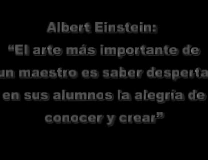 Albert Einstein:
“El arte más importante de
un maestro es saber desperta
en sus alumnos la alegría de
conocer y crear”